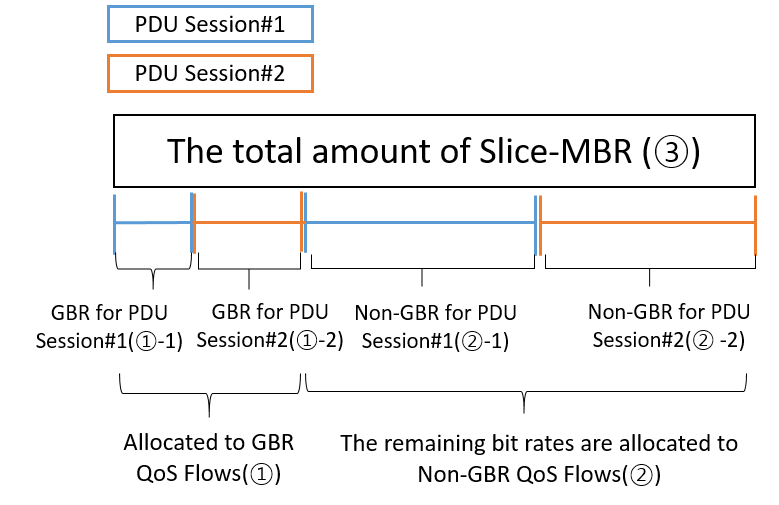 PDU Session#1
PDU Session#2
The total amount of Slice-MBR (③)
GBR for PDU
Session#1(①-1)
GBR for PDU
Session#2(①-2)
Non-GBR for PDU
Session#1(②-1)
Non-GBR for PDU
Session#2(② -2)
Allocated to GBR
QoS Flows(①)
The remaining bit rates are allocated to
Non-GBR QoS Flows(②)